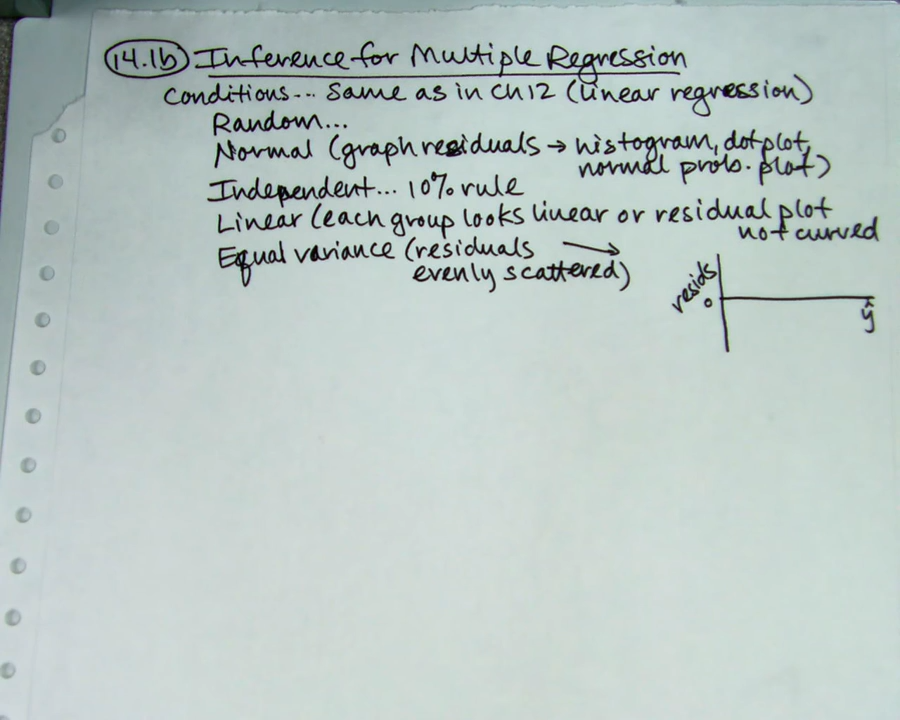 14.1b Inference for Multiple Regression
Conditions... Same as in Ch12 (linear regression)
Random...
Normal (graph residuals → histogram, dotplot,
normal prob. plot)
Independent... 10% rule
Linear (each group looks linear or residual plot
not curved
Equal variance (residuals →
evenly scattered)
resids
0
ŷ